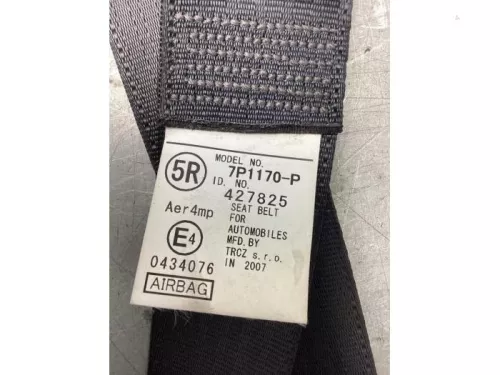 MODEL NO.
7P1170-P
5R
ID. NO.
427825
Aer4mp
SEAT BELT
FOR
AUTOMOBILES
MFD. BY
TRCZ s.r.o.
IN 2007
E4
0434076
AIRBAG